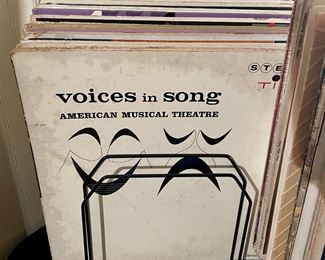 STE
voices in song
AMERICAN MUSICAL THEATRE